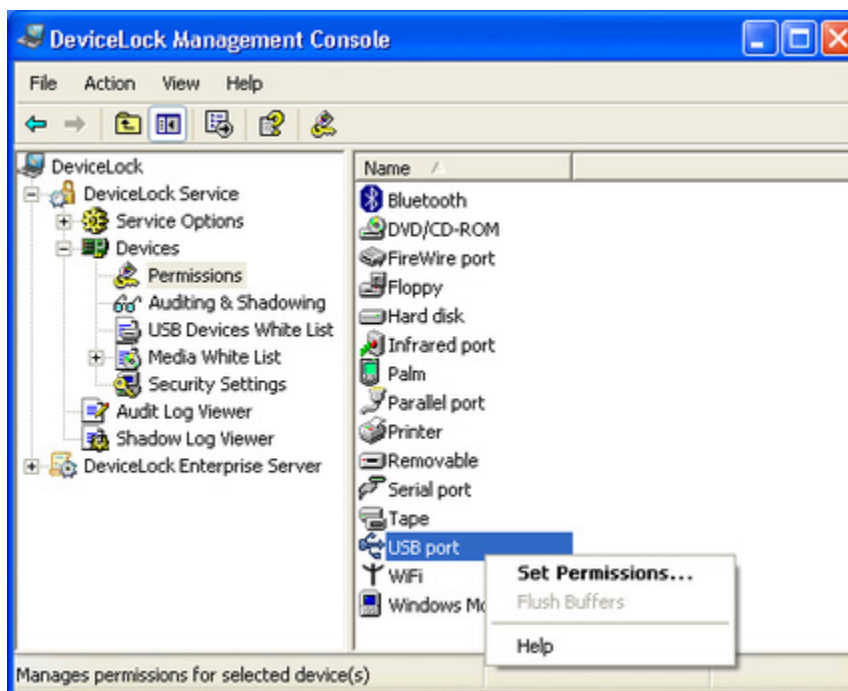 DeviceLock Management Console
File Action View Help
DeviceLock
DeviceLock Service
Service Options
Devices
Permissions
Auditing & Shadowing
USB Devices White List
Media White List
Security Settings
Audit Log Viewer
Shadow Log Viewer
DeviceLock Enterprise Server
Name
Bluetooth
DVD/CD-ROM
FireWire port
Floppy
Hard disk
Infrared port
Palm
Parallel port
Printer
Removable
Serial port
Tape
USB port
WiFi
Windows Mo
Set Permissions...
Flush Buffers
Help
Manages permissions for selected device(s)